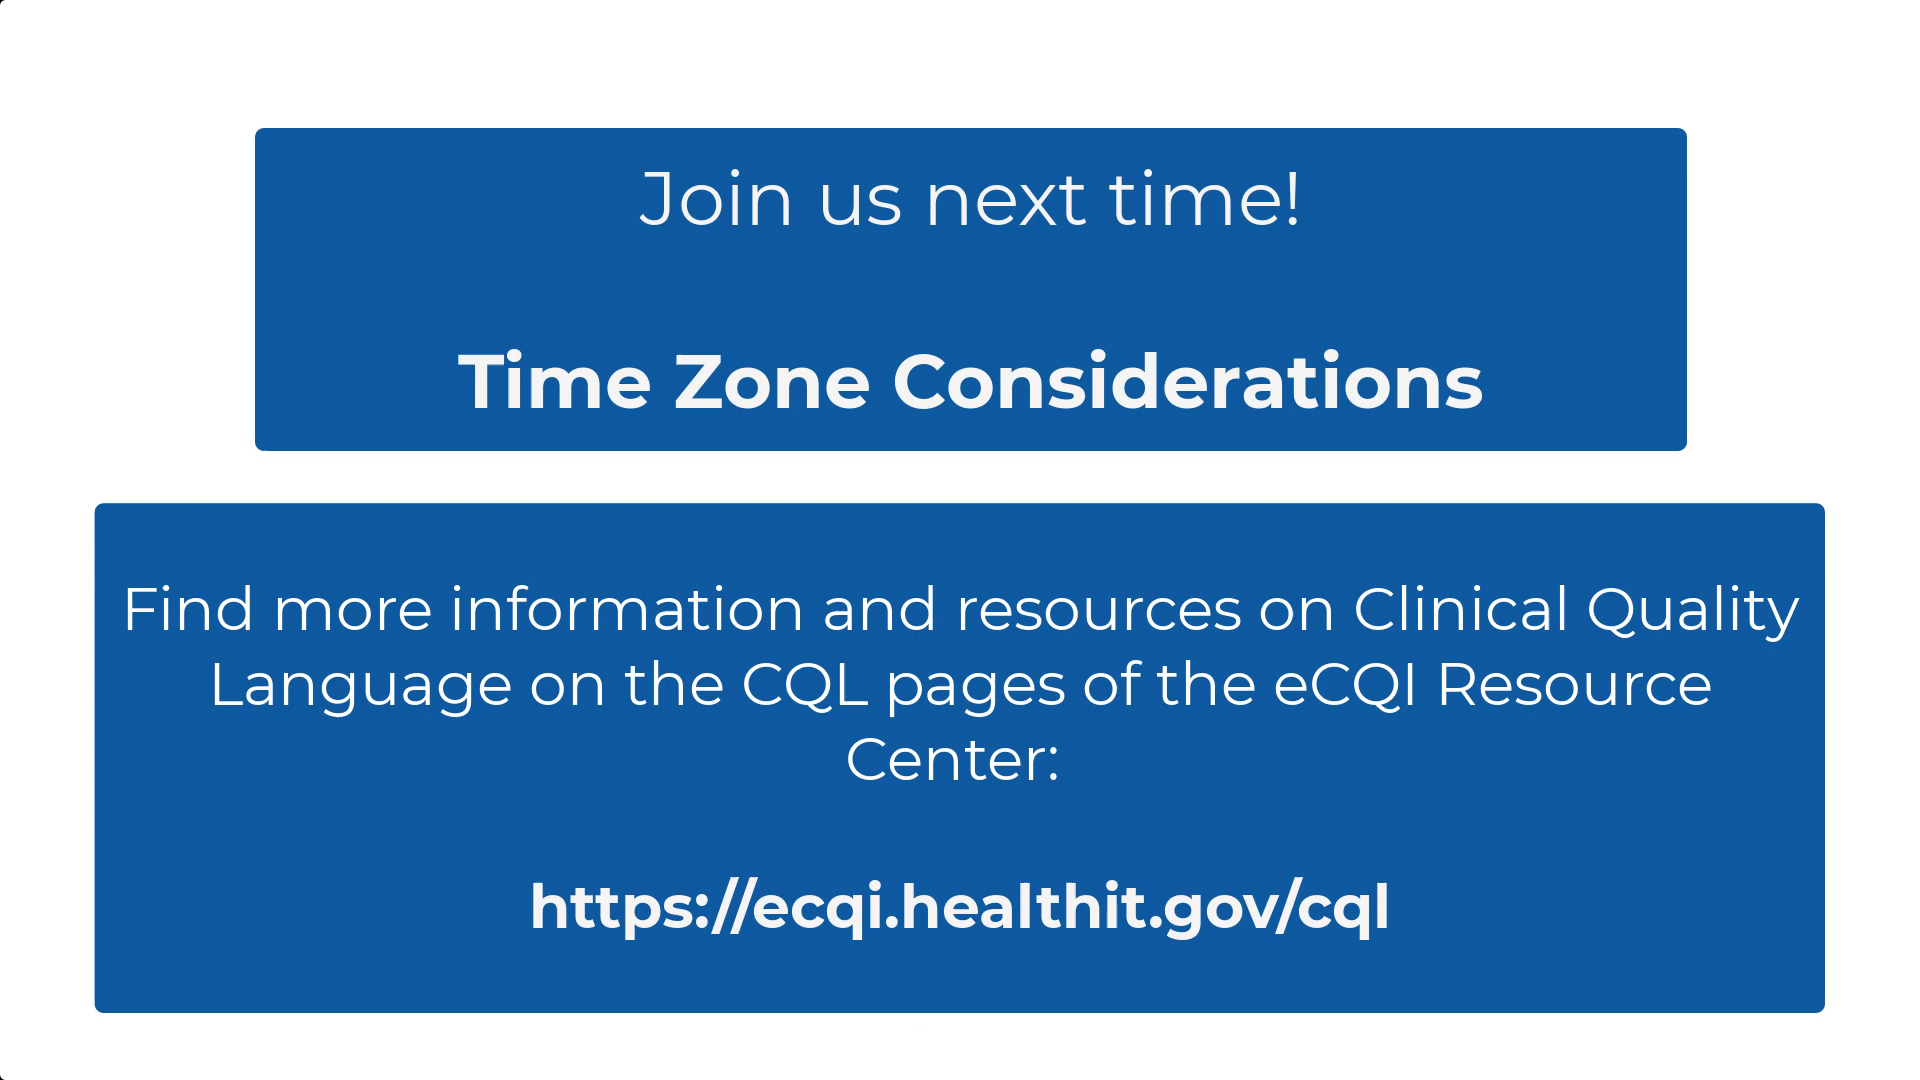 Join us next time!
Time Zone Considerations
Find more information and resources on Clinical Quality
Language on the CQL pages of the eCQI Resource
Center:
https://ecqi.healthit.gov/cql